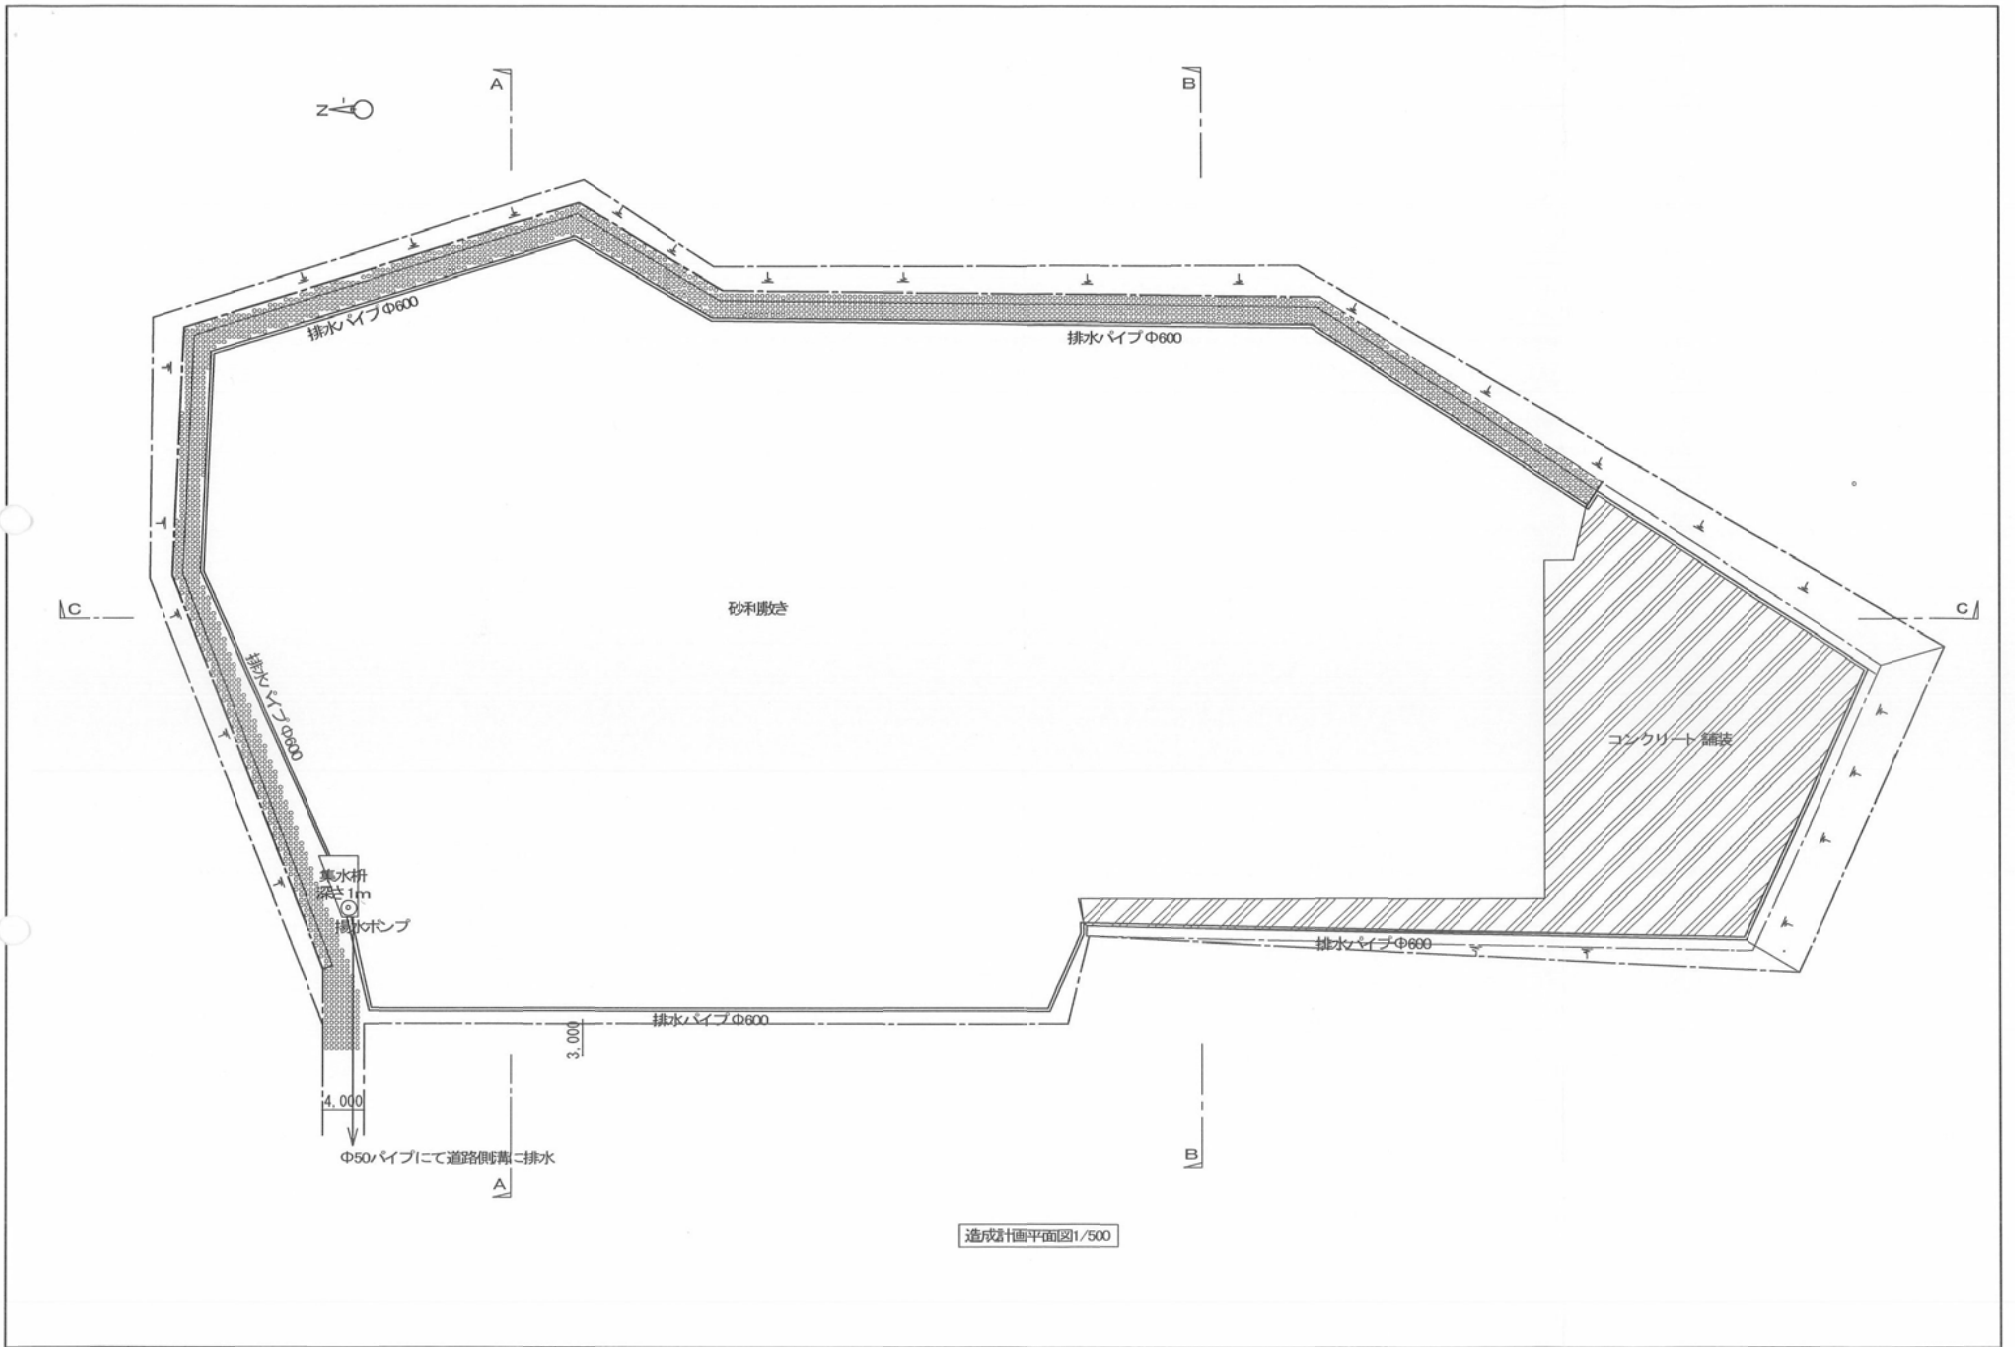 A
B
Z
排水パイプΦ600
排水パイプΦ600
C
砂利敷き
C
排水パイプΦ600
コンクリート舗装
集水枡
深さ1m
揚水ポンプ
排水パイプΦ600
排水パイプΦ600
3,000
4,000
Φ50パイプにて道路側溝に排水
B
A
造成計画平面図1/500